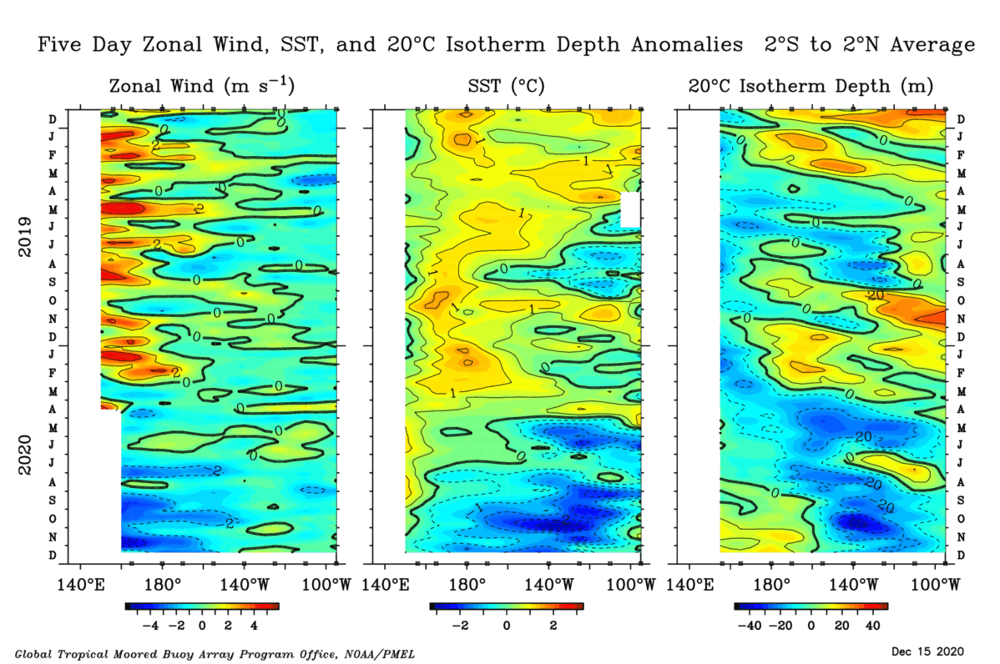 Five Day Zonal Wind, SST, and 20°C Isotherm Depth Anomalies 2°S to 2°N Average
Zonal Wind (m s⁻¹) SST (°C) 20°C Isotherm Depth (m)
2019
2020
D D
J J
F F
M M
A A
M M
J J
J J
A A
S S
O O
N N
D D
J J
F F
M M
A A
M M
J J
J J
A A
S S
O O
N N
D D
140°E 180° 140°W 100°W 140°E 180° 140°W 100°W 140°E 180° 140°W 100°W
-4 -2 0 2 4 -2 0 2 -40 -20 0 20 40
Global Tropical Moored Buoy Array Program Office, NOAA/PMEL
Dec 15 2020